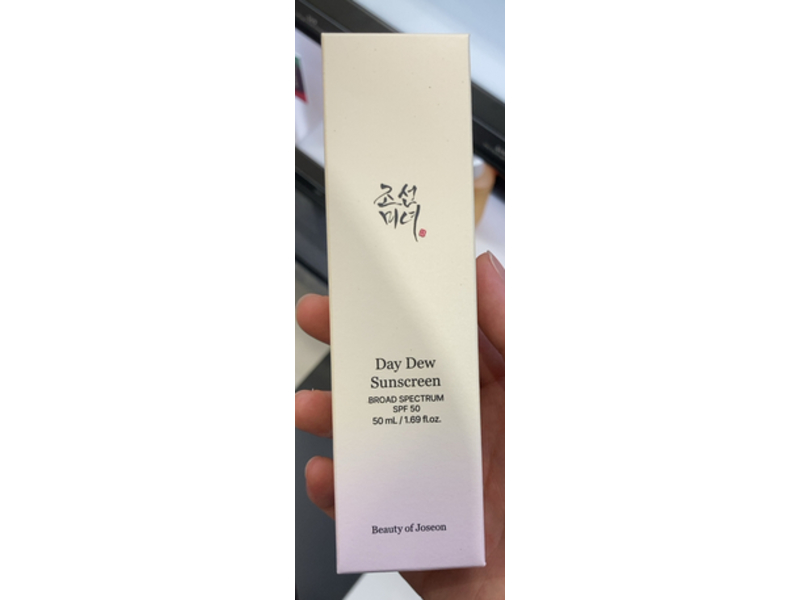 조선
미녀
Day Dew
Sunscreen
BROAD SPECTRUM
SPF 50
50 mL / 1.69 fl.oz.
Beauty of Joseon